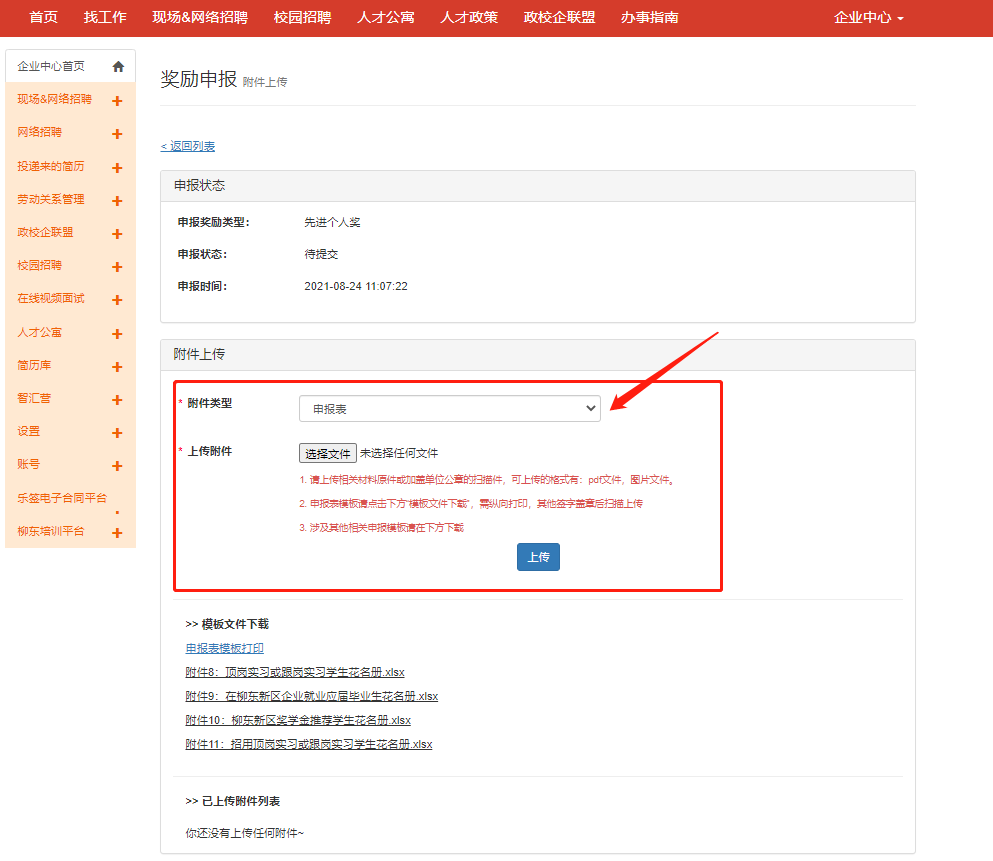 首页 找工作 现场&网络招聘 校园招聘 人才公寓 人才政策 政校企联盟 办事指南 企业中心
企业中心首页
现场&网络招聘
网络招聘
投递来的简历
劳动关系管理
政校企联盟
校园招聘
在线视频面试
人才公寓
简历库
智汇营
设置
账号
乐签电子合同平台
柳东培训平台
奖励申报 附件上传
< 返回列表
申报状态
申报奖励类型: 先进个人奖
申报状态: 待提交
申报时间: 2021-08-24 11:07:22
附件上传
* 附件类型 申报表
* 上传附件 选择文件 未选择任何文件
1. 请上传相关材料原件或加盖单位公章的扫描件，可上传的格式有：pdf文件，图片文件。
2. 申报表模板请点击下方“模板文件下载”，需纵向打印，其他签字盖章后扫描上传
3. 涉及其他相关申报模板请在下方下载
上传
>> 模板文件下载
申报表模板打印
附件8：顶岗实习或跟岗实习学生花名册.xlsx
附件9：在柳东新区企业就业应届毕业生花名册.xlsx
附件10：柳东新区奖学金推荐学生花名册.xlsx
附件11：招用顶岗实习或跟岗实习学生花名册.xlsx
>> 已上传附件列表
你还没有上传任何附件~